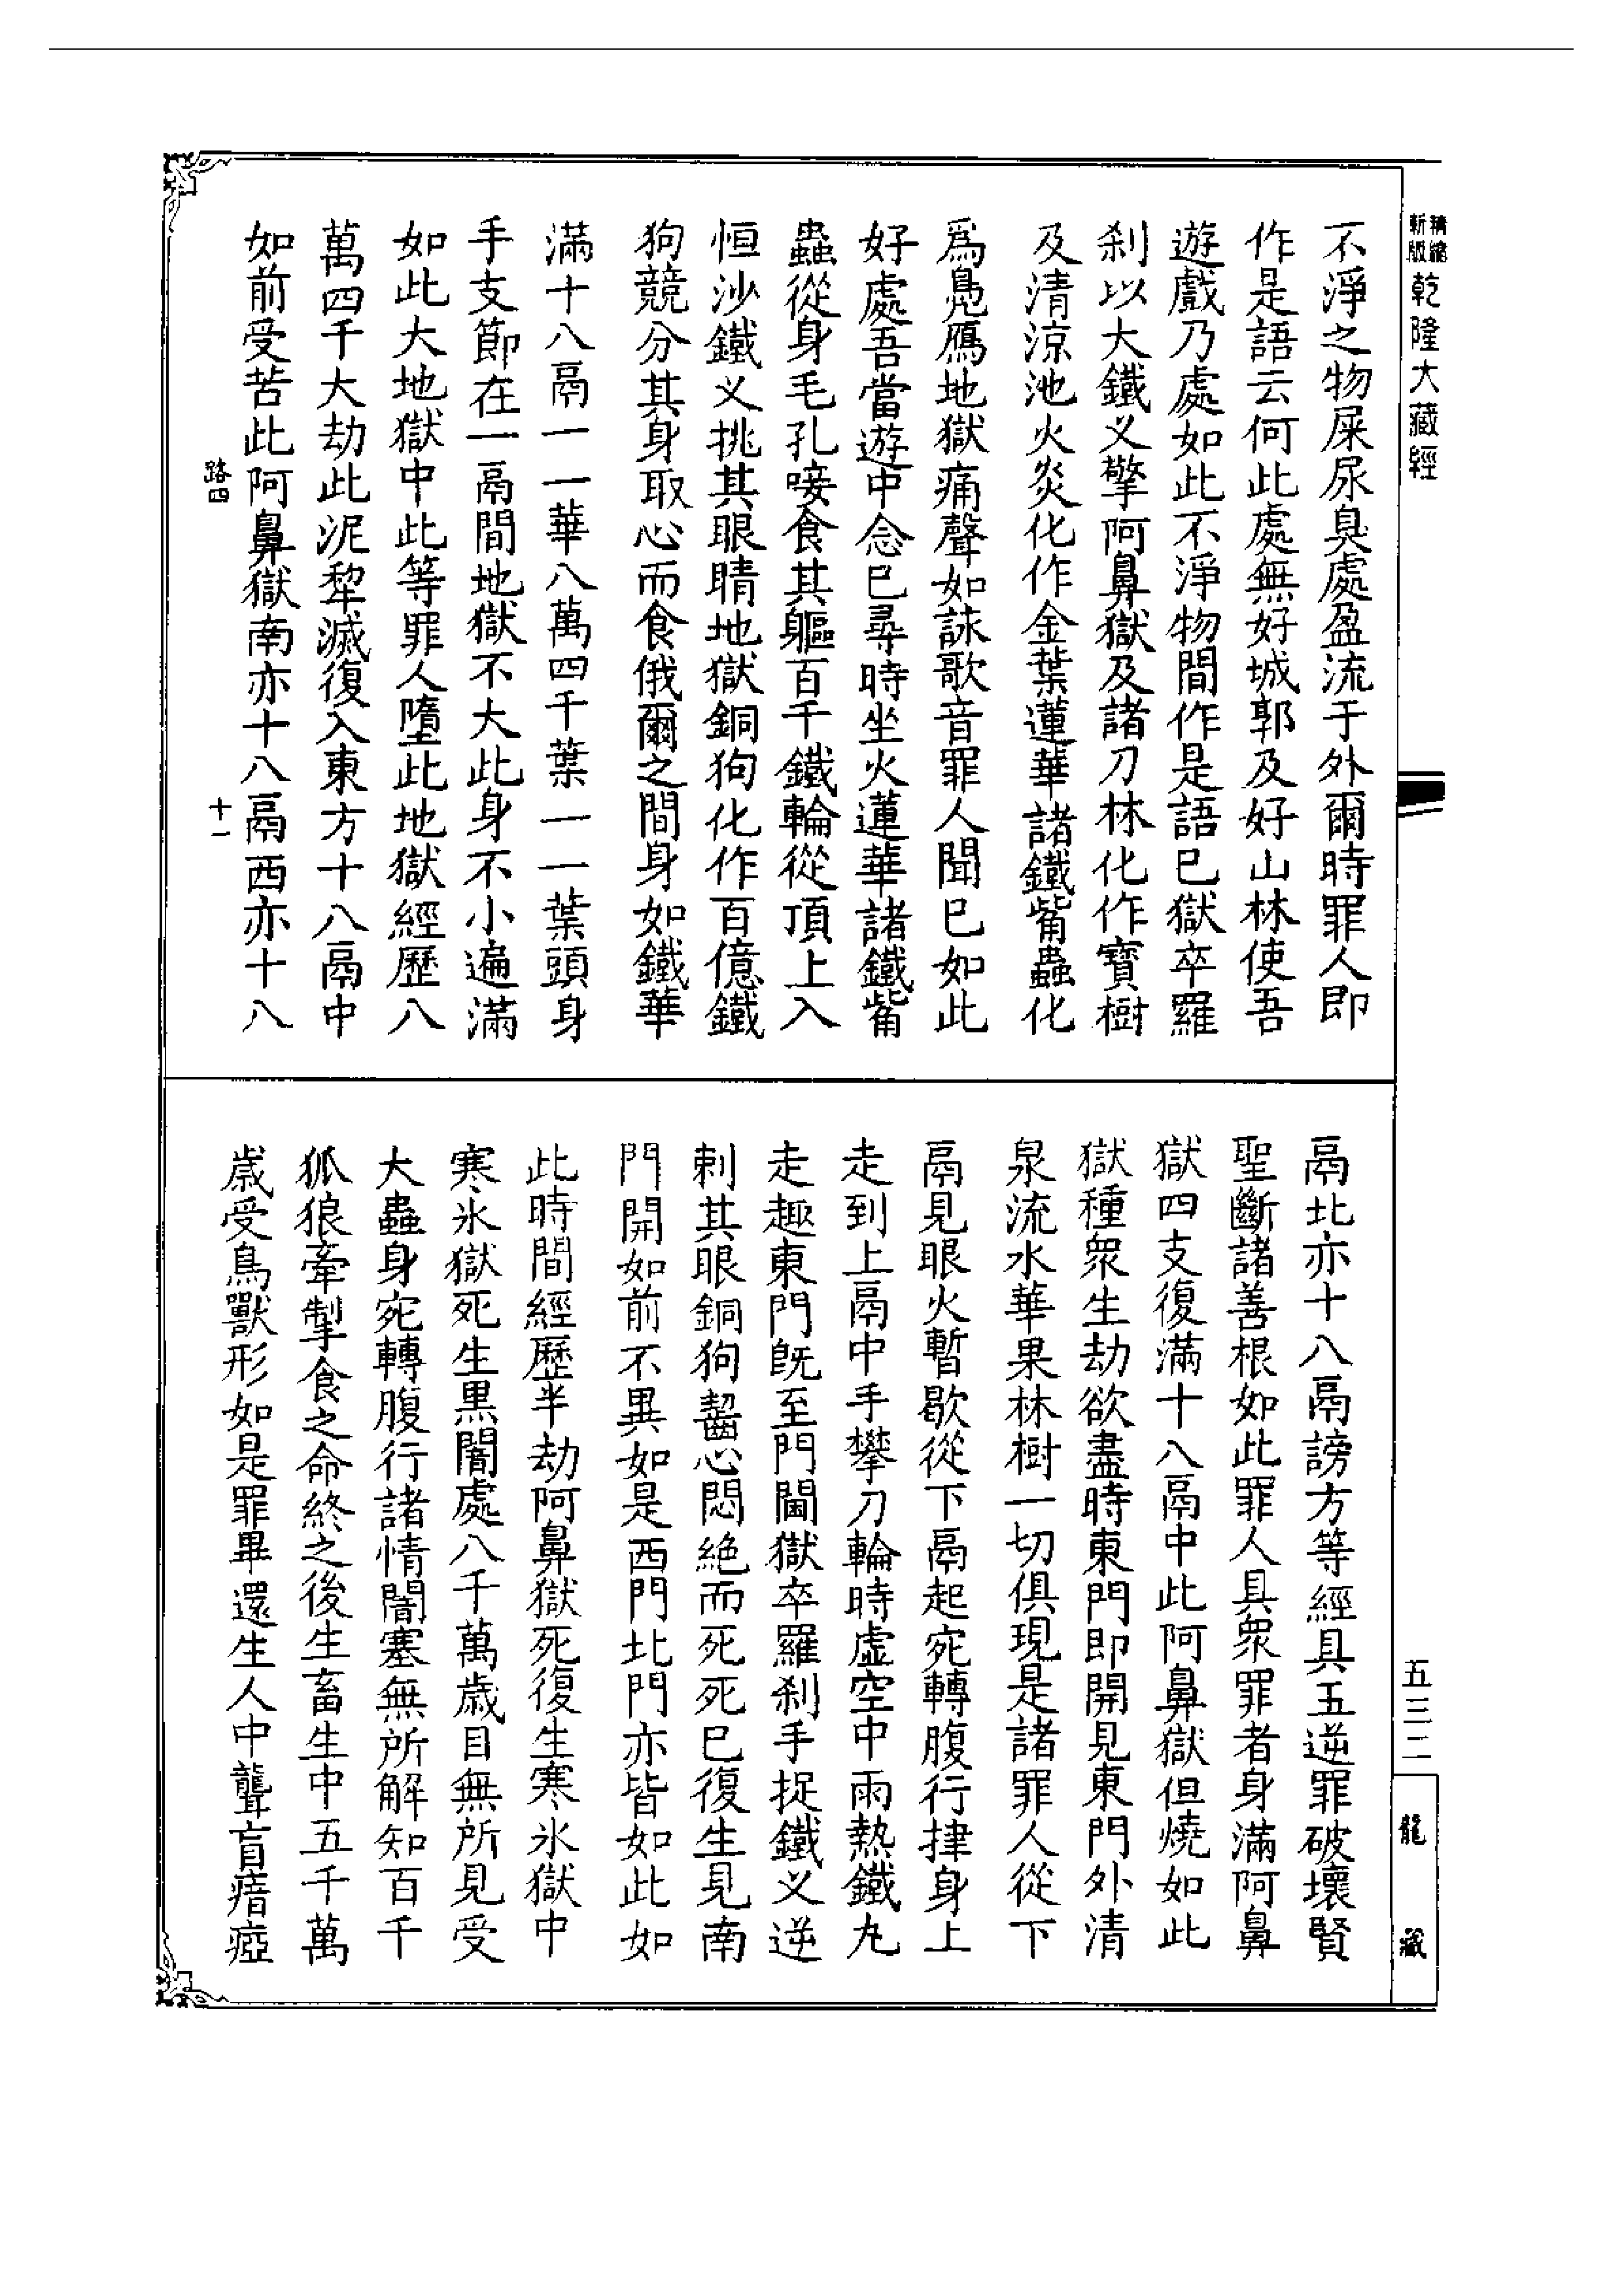 精縮新版乾隆大藏經
不淨之物屎尿臭處盈流于外爾時罪人即
作是語云何此處無好城郭及好山林使吾
遊戲乃處如此不淨物間作是語已獄卒羅
剎以大鐵叉擎阿鼻獄及諸刀林化作寶樹
及清涼池火炎化作金葉蓮華諸鐵觜蟲化
為鳧鴈地獄痛聲如詠歌音罪人聞已如此
好處吾當遊中念已尋時坐火蓮華諸鐵觜
蟲從身毛孔唼食其軀百千鐵輪從頂上入
恒沙鐵叉挑其眼睛地獄銅狗化作百億鐵
狗競分其身取心而食俄爾之間身如鐵華
滿十八鬲一一華八萬四千葉一一葉頭身
手支節在一鬲間地獄不大此身不小遍滿
如此大地獄中此等罪人墮此地獄經歷八
萬四千大劫此泥犁滅復入東方十八鬲中
如前受苦此阿鼻獄南亦十八鬲西亦十八
路四 十一
鬲北亦十八鬲謗方等經具五逆罪破壞賢
聖斷諸善根如此罪人具眾罪者身滿阿鼻
獄四支復滿十八鬲中此阿鼻獄但燒如此
獄種眾生劫欲盡時東門即開見東門外清
泉流水華果林樹一切俱現是諸罪人從下
鬲見眼火暫歇從下鬲起宛轉腹行㨖身上
走到上鬲中手攀刀輪時虛空中雨熱鐵丸
走趣東門既至門閫獄卒羅剎手捉鐵叉逆
刺其眼銅狗齧心悶絕而死死已復生見南
門開如前不異如是西門北門亦皆如此如
此時間經歷半劫阿鼻獄死復生寒氷獄中
寒氷獄死生黑闇處八千萬歲目無所見受
大蟲身宛轉腹行諸情闇塞無所解知百千
狐狼牽掣食之命終之後生畜生中五千萬
歲受鳥獸形如是罪畢還生人中聾盲瘖瘂
五三二
龍藏